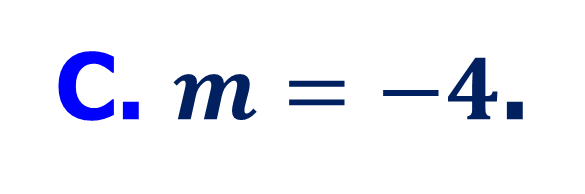 C. m = −4.